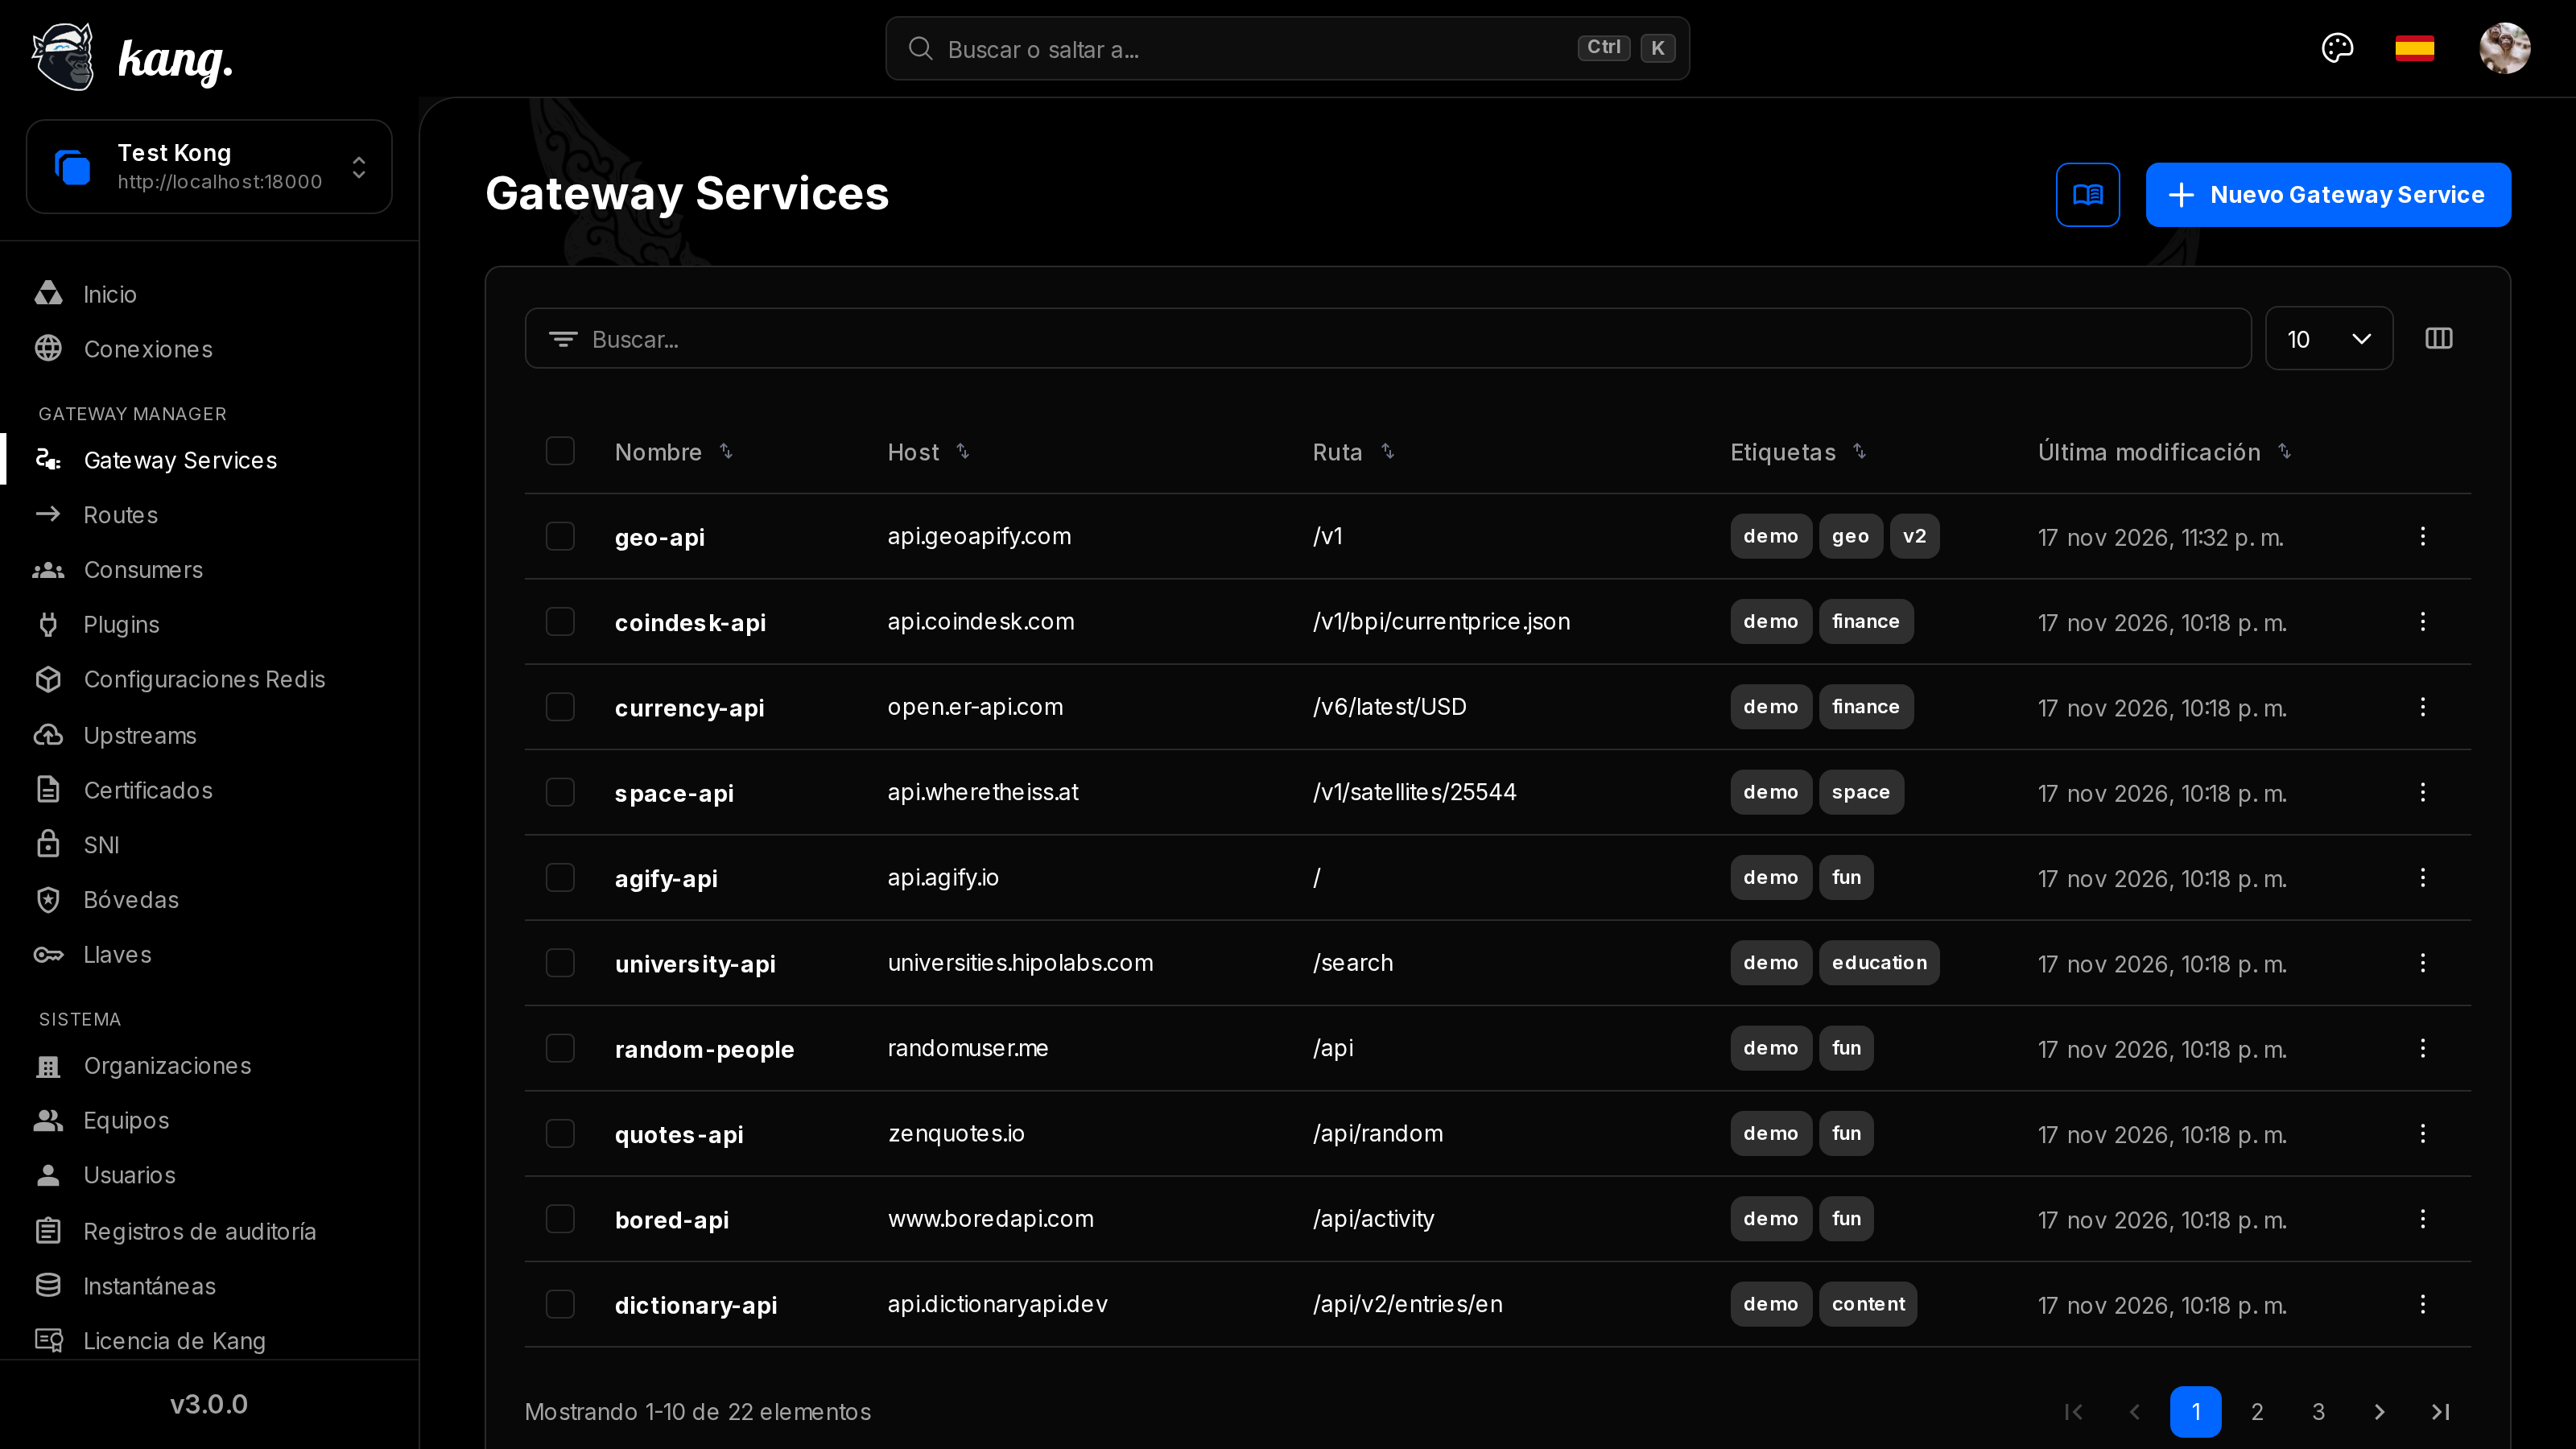 kang.
Buscar o saltar a...
Ctrl K
Test Kong
http://localhost:18000
Inicio
Conexiones
GATEWAY MANAGER
Gateway Services
Routes
Consumers
Plugins
Configuraciones Redis
Upstreams
Certificados
SNI
Bóvedas
Llaves
SISTEMA
Organizaciones
Equipos
Usuarios
Registros de auditoría
Instantáneas
Licencia de Kang
v3.0.0
Gateway Services
Nuevo Gateway Service
Buscar...
10
Nombre Host Ruta Etiquetas Última modificación
geo-api api.geoapify.com /v1 demo geo v2 17 nov 2026, 11:32 p. m.
coindesk-api api.coindesk.com /v1/bpi/currentprice.json demo finance 17 nov 2026, 10:18 p. m.
currency-api open.er-api.com /v6/latest/USD demo finance 17 nov 2026, 10:18 p. m.
space-api api.wheretheiss.at /v1/satellites/25544 demo space 17 nov 2026, 10:18 p. m.
agify-api api.agify.io / demo fun 17 nov 2026, 10:18 p. m.
university-api universities.hipolabs.com /search demo education 17 nov 2026, 10:18 p. m.
random-people randomuser.me /api demo fun 17 nov 2026, 10:18 p. m.
quotes-api zenquotes.io /api/random demo fun 17 nov 2026, 10:18 p. m.
bored-api www.boredapi.com /api/activity demo fun 17 nov 2026, 10:18 p. m.
dictionary-api api.dictionaryapi.dev /api/v2/entries/en demo content 17 nov 2026, 10:18 p. m.
Mostrando 1-10 de 22 elementos
1 2 3